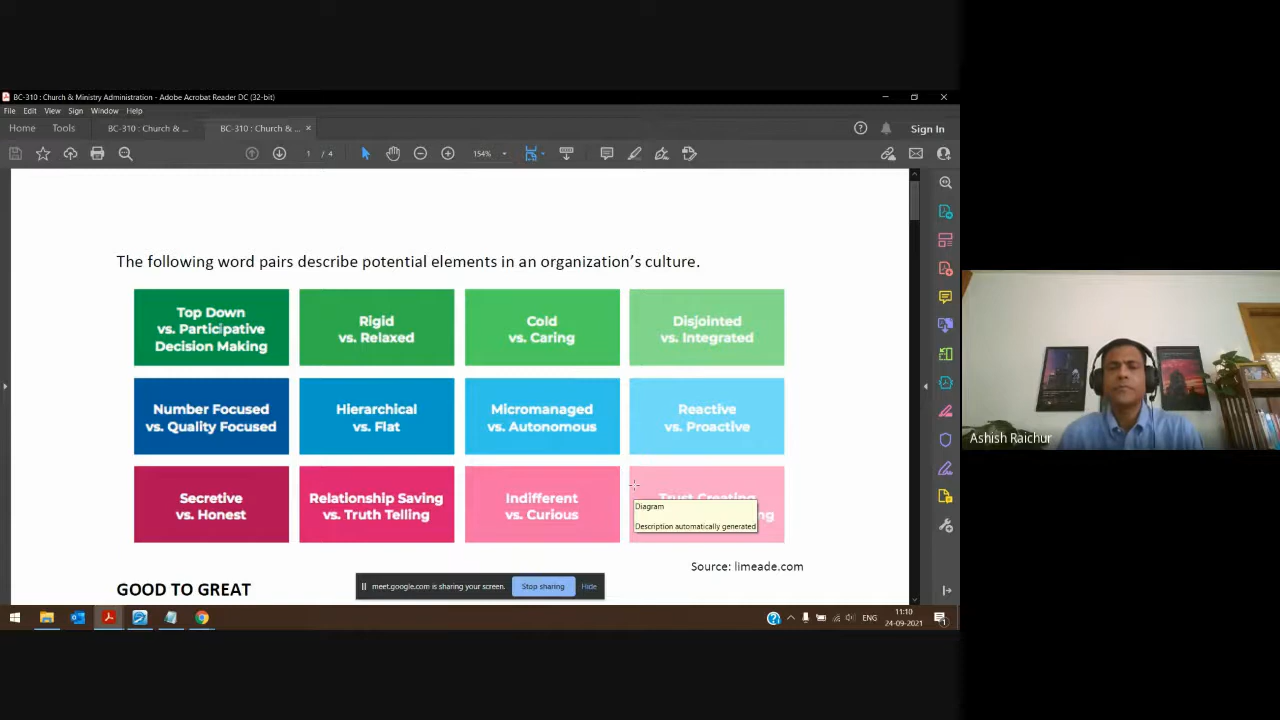 BC-310 : Church & Ministry Administration - Adobe Acrobat Reader DC (32-bit)
File Edit View Sign Window Help
Home Tools BC-310 : Church & ... BC-310 : Church & ... × Sign In
1 / 4 154%
The following word pairs describe potential elements in an organization's culture.
Top Down
vs. Participative
Decision Making
Rigid
vs. Relaxed
Cold
vs. Caring
Disjointed
vs. Integrated
Number Focused
vs. Quality Focused
Hierarchical
vs. Flat
Micromanaged
vs. Autonomous
Reactive
vs. Proactive
Secretive
vs. Honest
Relationship Saving
vs. Truth Telling
Indifferent
vs. Curious
Trust Creating
Diagram
Description automatically generated
Source: limeade.com
GOOD TO GREAT
meet.google.com is sharing your screen. Stop sharing Hide
ENG
11:10
24-09-2021
Ashish Raichur